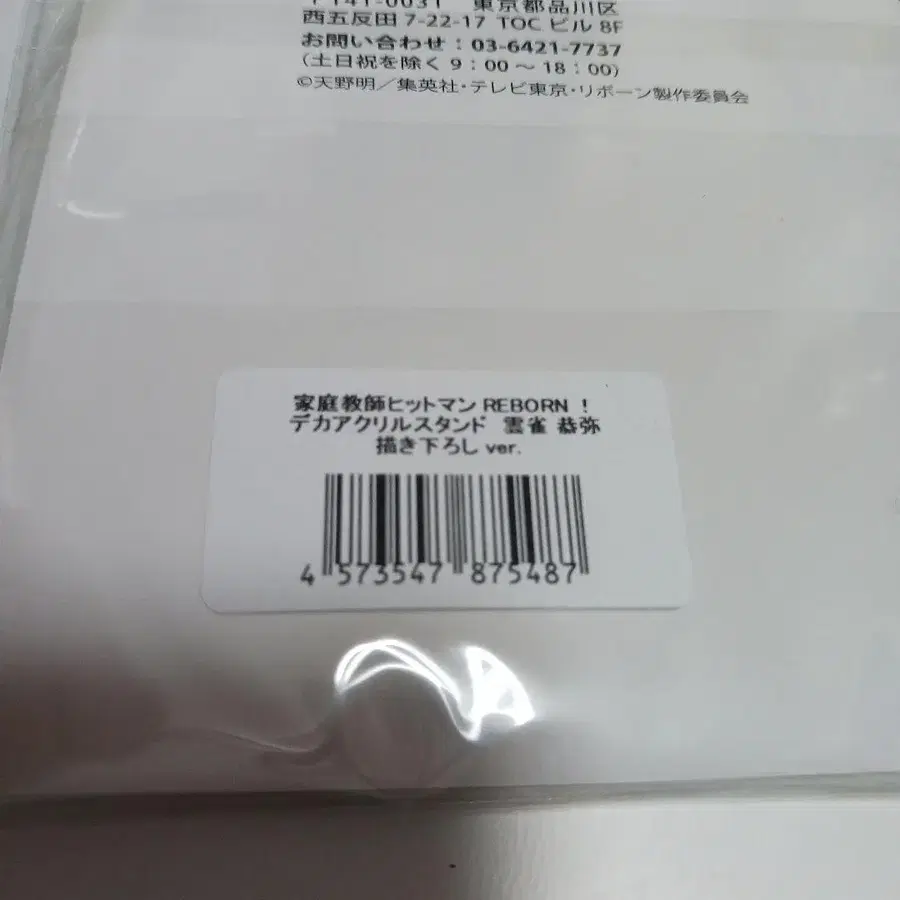 〒141-0031 東京都品川区
西五反田 7-22-17 TOC ビル 8F
お問い合わせ：03-6421-7737
(土日祝を除く 9：00 ～ 18：00)
©天野明／集英社・テレビ東京・リボーン製作委員会
家庭教師ヒットマン REBORN ！
デカアクリルスタンド 雲雀 恭弥
描き下ろし ver.
4 573547 875487